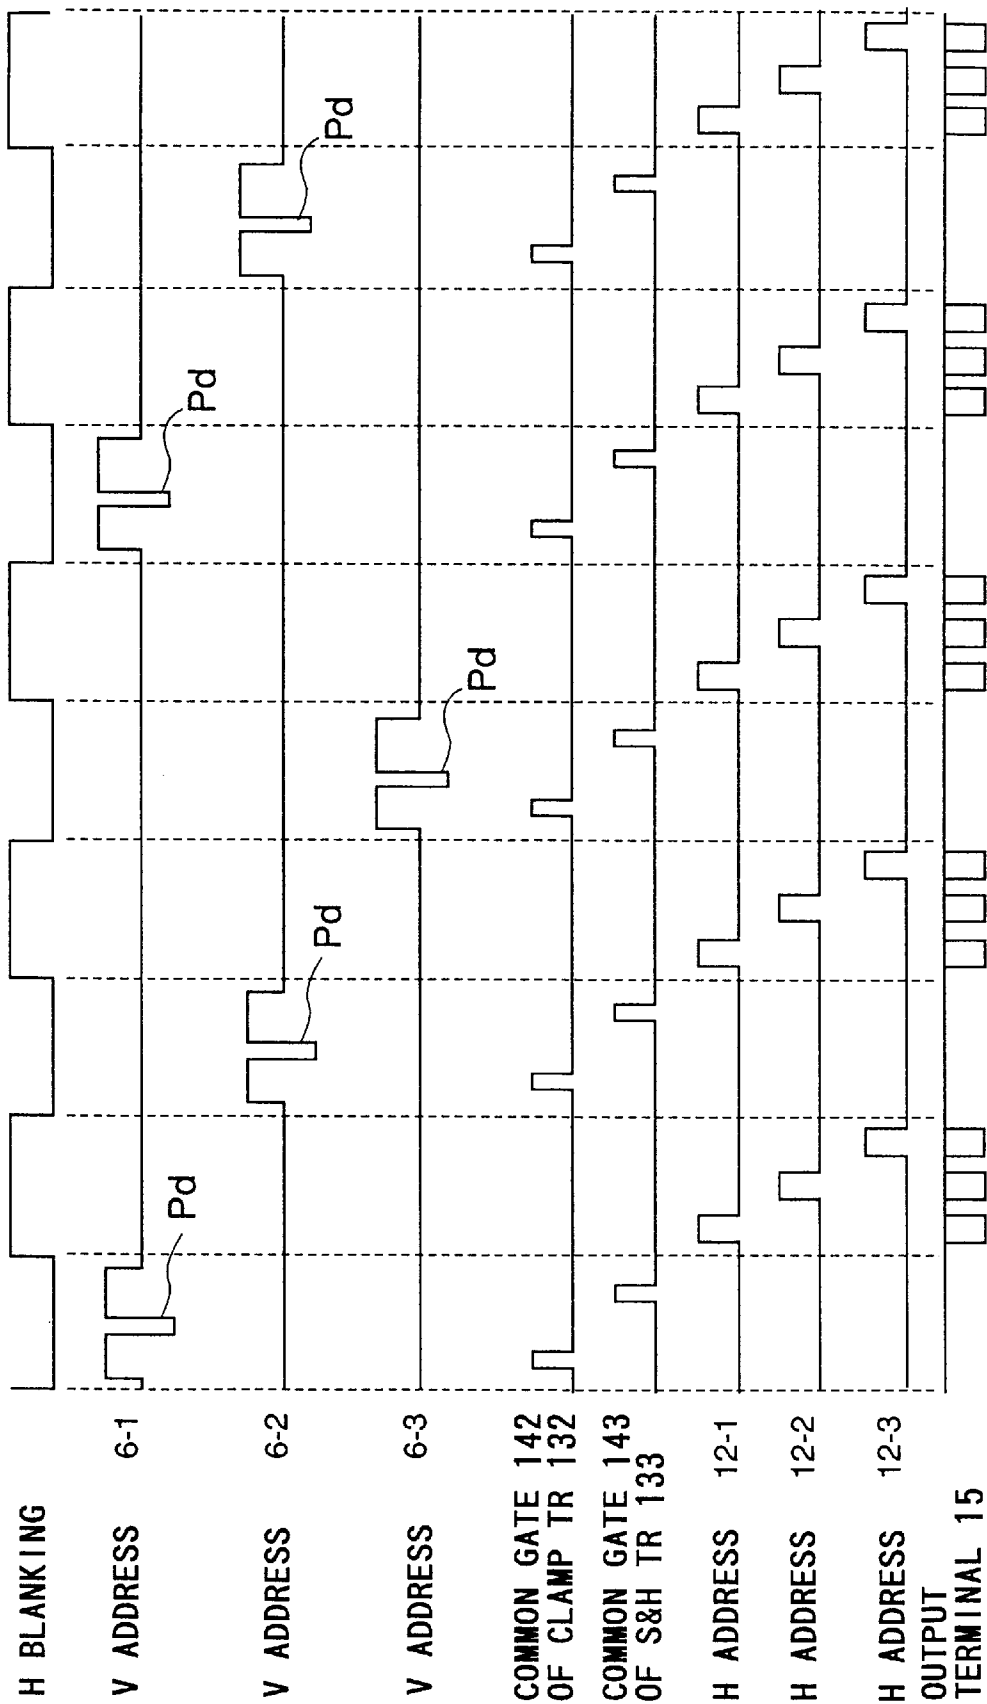 H BLANKING
V ADDRESS 6-1
Pd
Pd
V ADDRESS 6-2
Pd
Pd
V ADDRESS 6-3
Pd
COMMON GATE 142
OF CLAMP TR 132
COMMON GATE 143
OF S&H TR 133
H ADDRESS 12-1
H ADDRESS 12-2
H ADDRESS 12-3
OUTPUT
TERMINAL 15